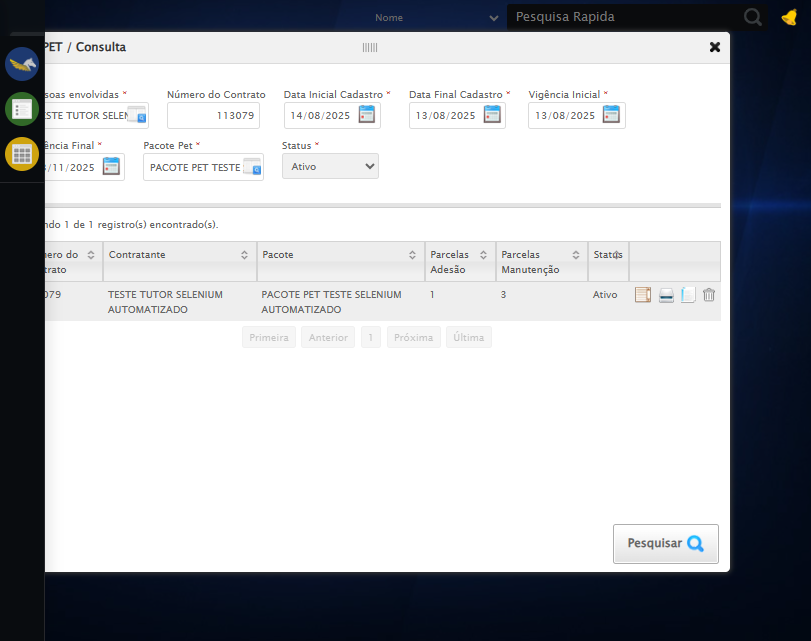 Nome
Pesquisa Rapida
PET / Consulta
soas envolvidas *
Número do Contrato
Data Inicial Cadastro *
Data Final Cadastro *
Vigência Inicial *
STE TUTOR SELEN
113079
14/08/2025
13/08/2025
13/08/2025
ência Final *
Pacote Pet *
Status *
/11/2025
PACOTE PET TESTE
Ativo
ndo 1 de 1 registro(s) encontrado(s).
ero do
trato
Contratante
Pacote
Parcelas
Adesão
Parcelas
Manutenção
Status
079
TESTE TUTOR SELENIUM
AUTOMATIZADO
PACOTE PET TESTE SELENIUM
AUTOMATIZADO
1
3
Ativo
Primeira
Anterior
1
Próxima
Última
Pesquisar